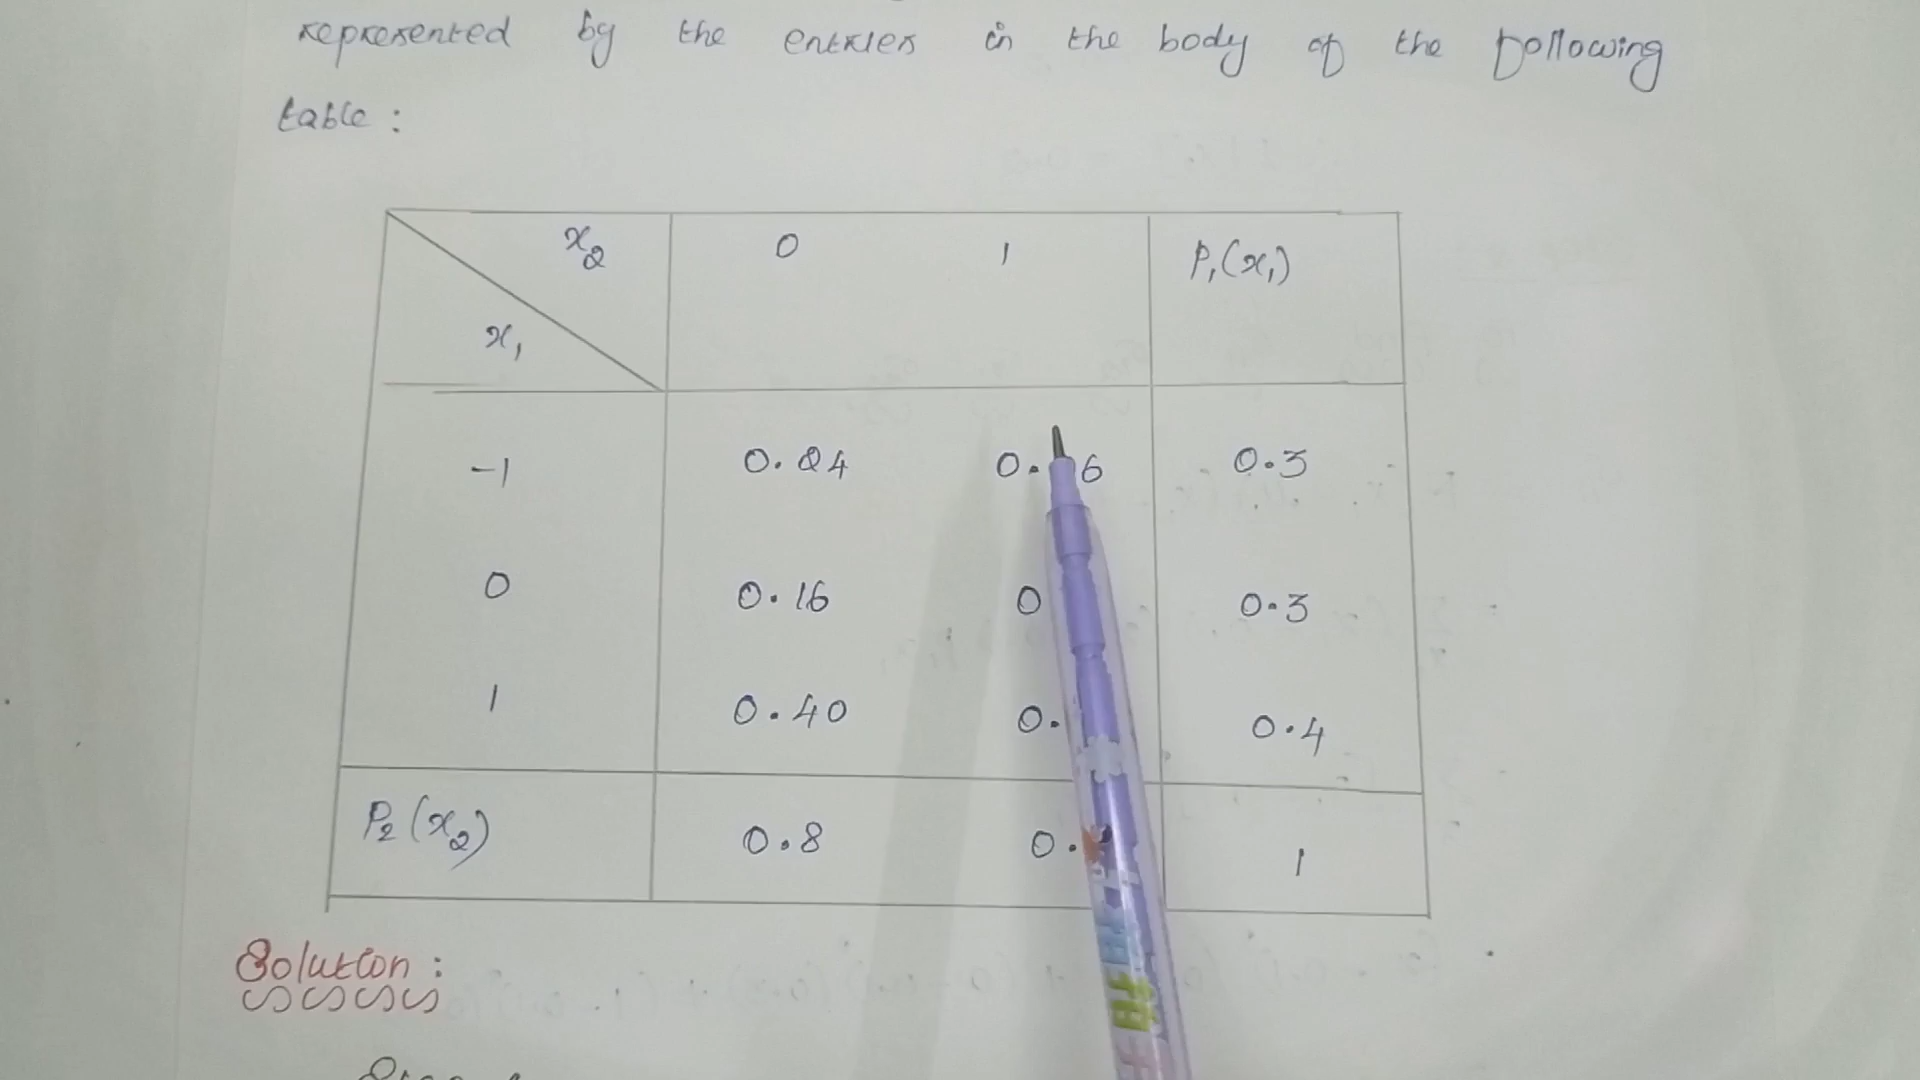 represented by the entries in the body of the following
table :
x2 0 1 P1(x1)
x1
-1 0.24 0. 6 0.3
0 0.16 0 0.3
1 0.40 0. 0.4
P2(x2) 0.8 0. 1
Solution :